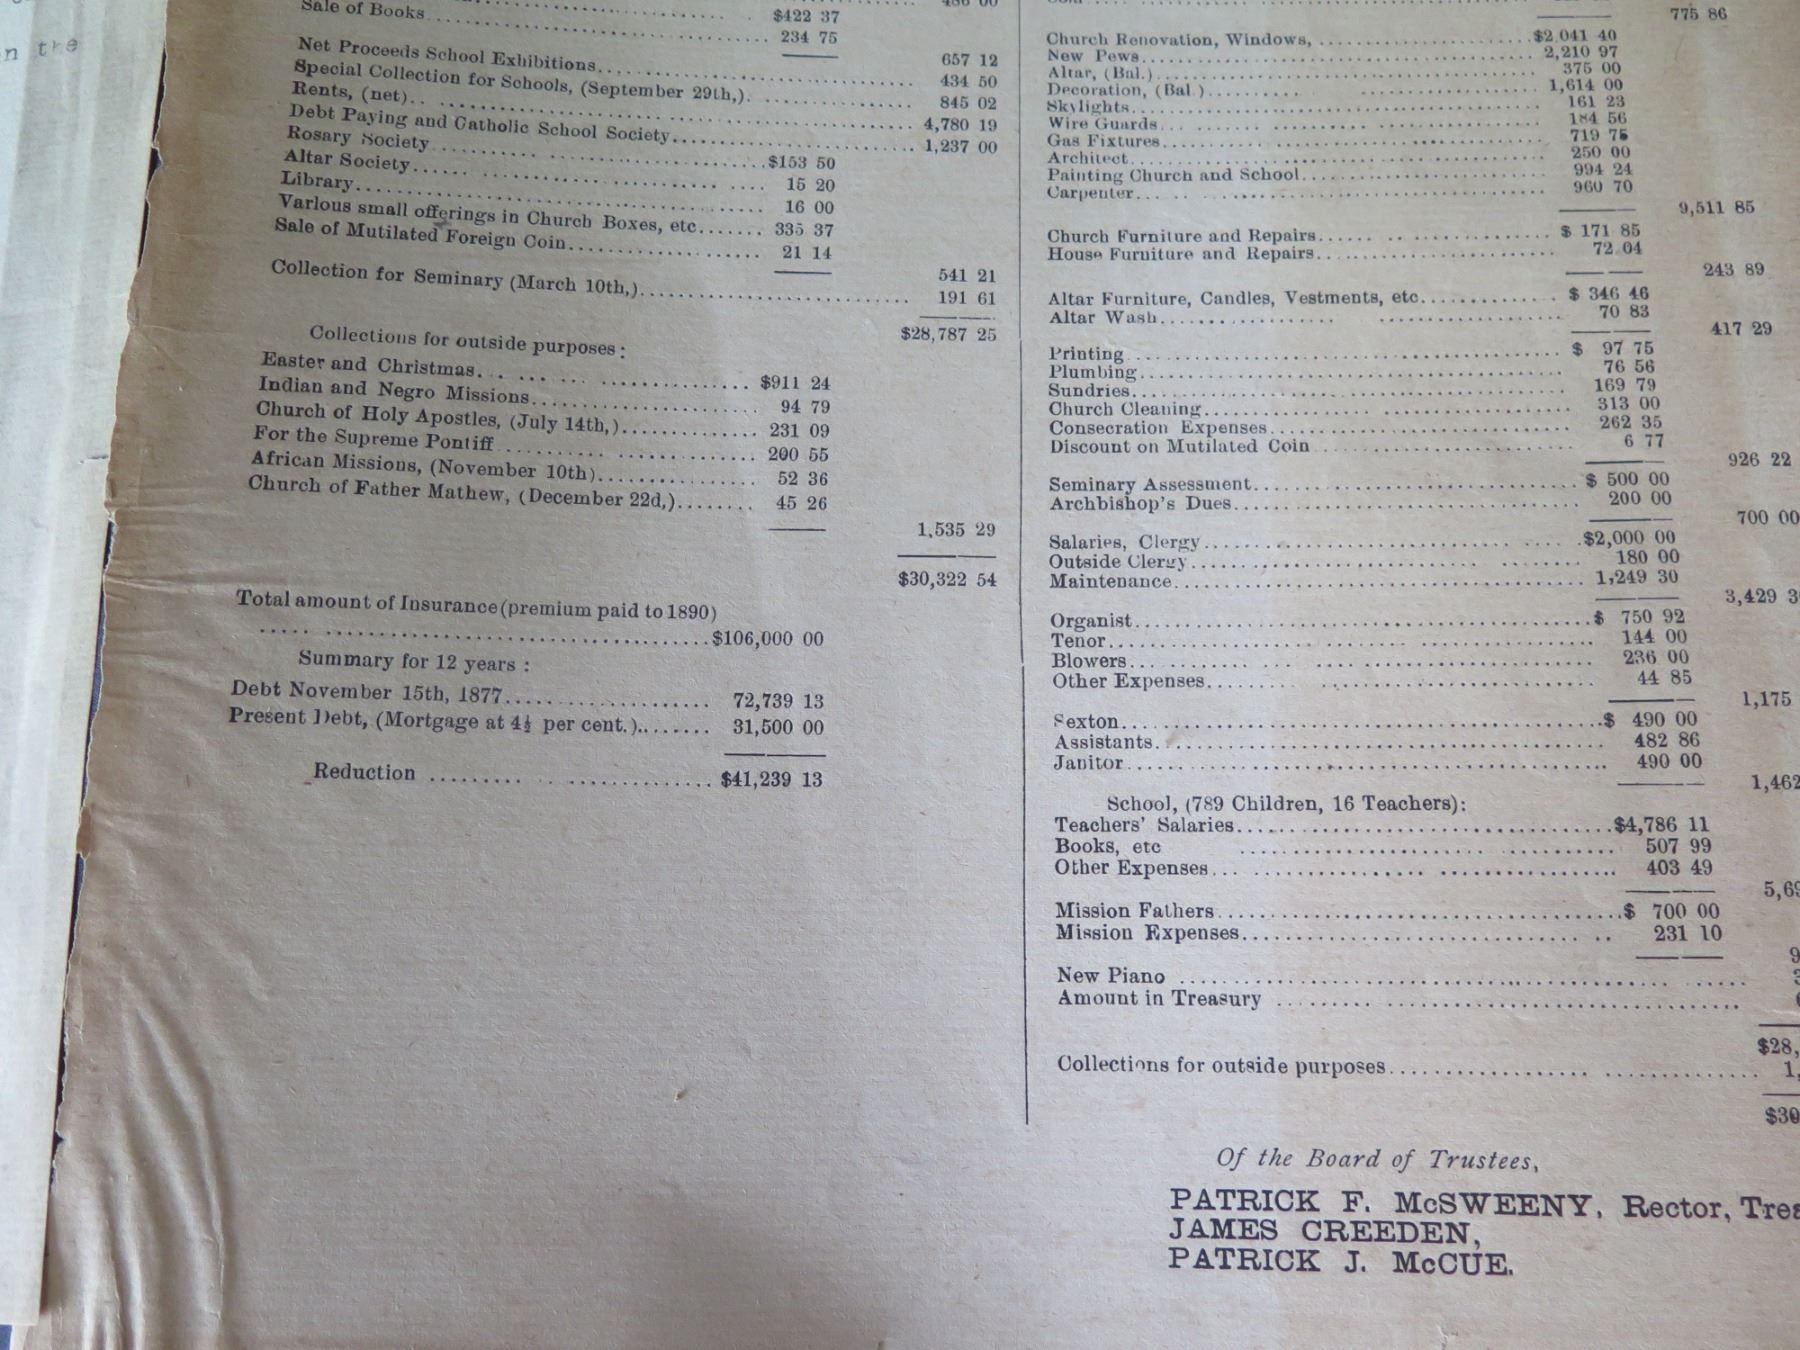 n the
486 00
Sale of Books $422 37
234 75
657 12
Net Proceeds School Exhibitions 434 50
Special Collection for Schools, (September 29th,). 845 02
Rents, (net) 4,780 19
Debt Paying and Catholic School Society 1,237 00
Rosary Society $153 50
Altar Society 15 20
Library 16 00
Various small offerings in Church Boxes, etc 335 37
Sale of Mutilated Foreign Coin 21 14
541 21
Collection for Seminary (March 10th,) 191 61
$28,787 25
Collections for outside purposes:
Easter and Christmas $911 24
Indian and Negro Missions 94 79
Church of Holy Apostles, (July 14th,) 231 09
For the Supreme Pontiff 200 55
African Missions, (November 10th) 52 36
Church of Father Mathew, (December 22d,) 45 26
1,535 29
$30,322 54
Total amount of Insurance (premium paid to 1890)
$106,000 00
Summary for 12 years :
Debt November 15th, 1877 72,739 13
Present Debt, (Mortgage at 4½ per cent.) 31,500 00
Reduction $41,239 13
775 86
Church Renovation, Windows, $2,041 40
New Pews 2,210 97
Altar, (Bal.) 375 00
Decoration, (Bal.) 1,614 00
Skylights 161 23
Wire Guards 184 56
Gas Fixtures 719 75
Architect 250 00
Painting Church and School 994 24
Carpenter 960 70
9,511 85
Church Furniture and Repairs $ 171 85
House Furniture and Repairs 72.04
243 89
Altar Furniture, Candles, Vestments, etc $ 346 46
Altar Wash 70 83
417 29
Printing $ 97 75
Plumbing 76 56
Sundries 169 79
Church Cleaning 313 00
Consecration Expenses 262 35
Discount on Mutilated Coin 6 77
926 22
Seminary Assessment $ 500 00
Archbishop's Dues 200 00
700 00
Salaries, Clergy $2,000 00
Outside Clergy 180 00
Maintenance 1,249 30
3,429 3
Organist $ 750 92
Tenor 144 00
Blowers 236 00
Other Expenses 44 85
1,175
Sexton $ 490 00
Assistants 482 86
Janitor 490 00
1,462
School, (789 Children, 16 Teachers):
Teachers' Salaries $4,786 11
Books, etc 507 99
Other Expenses 403 49
5,69
Mission Fathers $ 700 00
Mission Expenses 231 10
9
New Piano 3
Amount in Treasury
$28,
Collections for outside purposes 1,
$30
Of the Board of Trustees,
PATRICK F. McSWEENY, Rector, Trea
JAMES CREEDEN,
PATRICK J. McCUE.